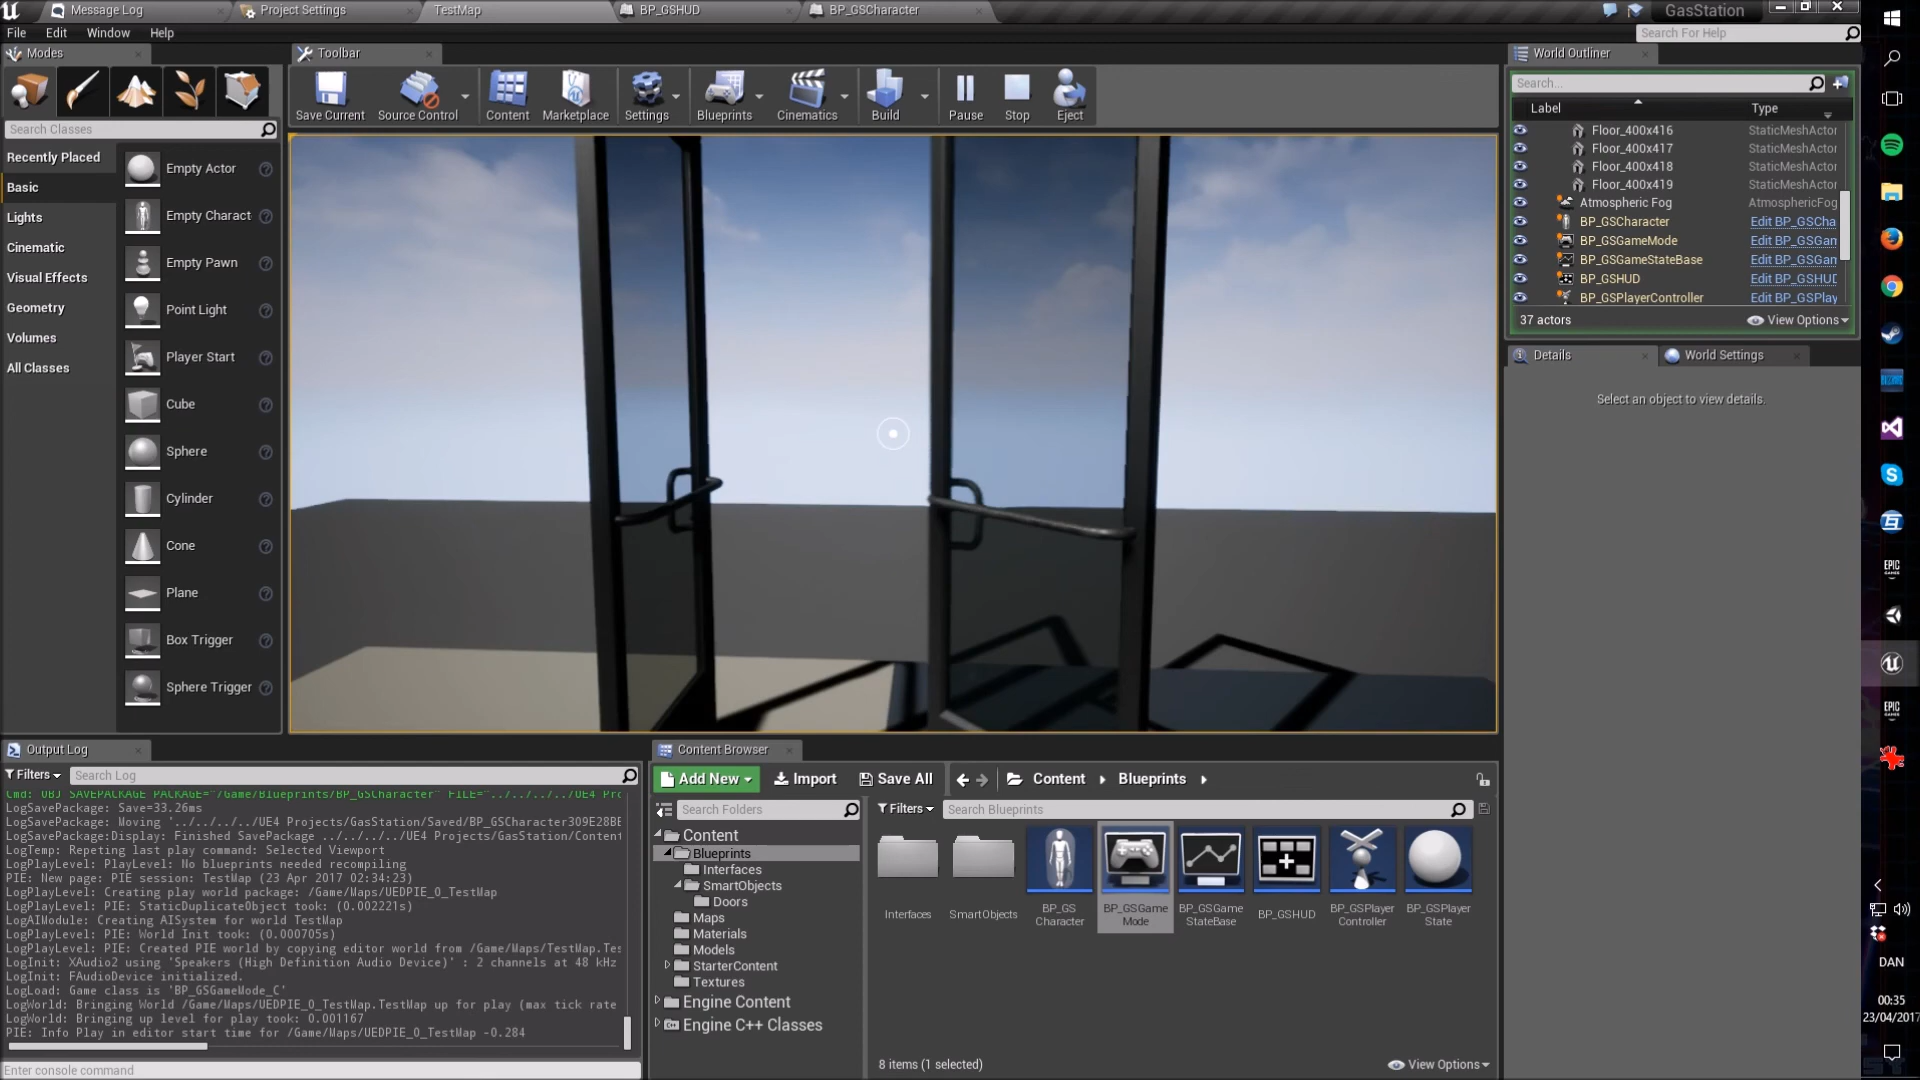 Message Log
Project Settings
TestMap
BP_GSHUD
BP_GSCharacter
GasStation
File Edit Window Help
Search For Help
Modes
Toolbar
World Outliner
Save Current
Source Control
Content
Marketplace
Settings
Blueprints
Cinematics
Build
Pause
Stop
Eject
Search...
Label Type
Search Classes
Floor_400x416 StaticMeshActor
Floor_400x417 StaticMeshActor
Floor_400x418 StaticMeshActor
Floor_400x419 StaticMeshActor
Atmospheric Fog AtmosphericFog
BP_GSCharacter Edit BP_GSCha
BP_GSGameMode Edit BP_GSGan
BP_GSGameStateBase Edit BP_GSGan
BP_GSHUD Edit BP_GSHUD
BP_GSPlayerController Edit BP_GSPlay
37 actors
View Options
Details
World Settings
Select an object to view details.
Recently Placed
Basic
Lights
Cinematic
Visual Effects
Geometry
Volumes
All Classes
Empty Actor
Empty Charact
Empty Pawn
Point Light
Player Start
Cube
Sphere
Cylinder
Cone
Plane
Box Trigger
Sphere Trigger
Output Log
Filters
Search Log
Cmd: OBJ SAVEPACKAGE PACKAGE="/Game/Blueprints/BP_GSCharacter" FILE="../../../../UE4 Pro
LogSavePackage: Save=33.26ms
LogSavePackage: Moving '../../../../UE4 Projects/GasStation/Saved/BP_GSCharacter309E28BE
LogSavePackage:Display: Finished SavePackage ../../../../UE4 Projects/GasStation/Content
LogTemp: Repeting last play command: Selected Viewport
LogPlayLevel: PlayLevel: No blueprints needed recompiling
PIE: New page: PIE session: TestMap (23 Apr 2017 02:34:23)
LogPlayLevel: Creating play world package: /Game/Maps/UEDPIE_0_TestMap
LogPlayLevel: PIE: StaticDuplicateObject took: (0.002221s)
LogAIModule: Creating AISystem for world TestMap
LogPlayLevel: PIE: World Init took: (0.000705s)
LogPlayLevel: PIE: Created PIE world by copying editor world from /Game/Maps/TestMap.Tes
LogInit: XAudio2 using 'Speakers (High Definition Audio Device)' : 2 channels at 48 kHz
LogInit: FAudioDevice initialized.
LogLoad: Game class is 'BP_GSGameMode_C'
LogWorld: Bringing World /Game/Maps/UEDPIE_0_TestMap.TestMap up for play (max tick rate
LogWorld: Bringing up level for play took: 0.001167
PIE: Info Play in editor start time for /Game/Maps/UEDPIE_0_TestMap -0.284
Enter console command
Content Browser
Add New
Import
Save All
Content
Blueprints
Search Folders
Filters
Search Blueprints
Content
Blueprints
Interfaces
SmartObjects
Doors
Maps
Materials
Models
StarterContent
Textures
Engine Content
Engine C++ Classes
Interfaces
SmartObjects
BP_GS
Character
BP_GSGame
Mode
BP_GSGame
StateBase
BP_GSHUD
BP_GSPlayer
Controller
BP_GSPlayer
State
8 items (1 selected)
View Options
EPIC
GAMES
EPIC
GAMES
DAN
00:35
23/04/2017